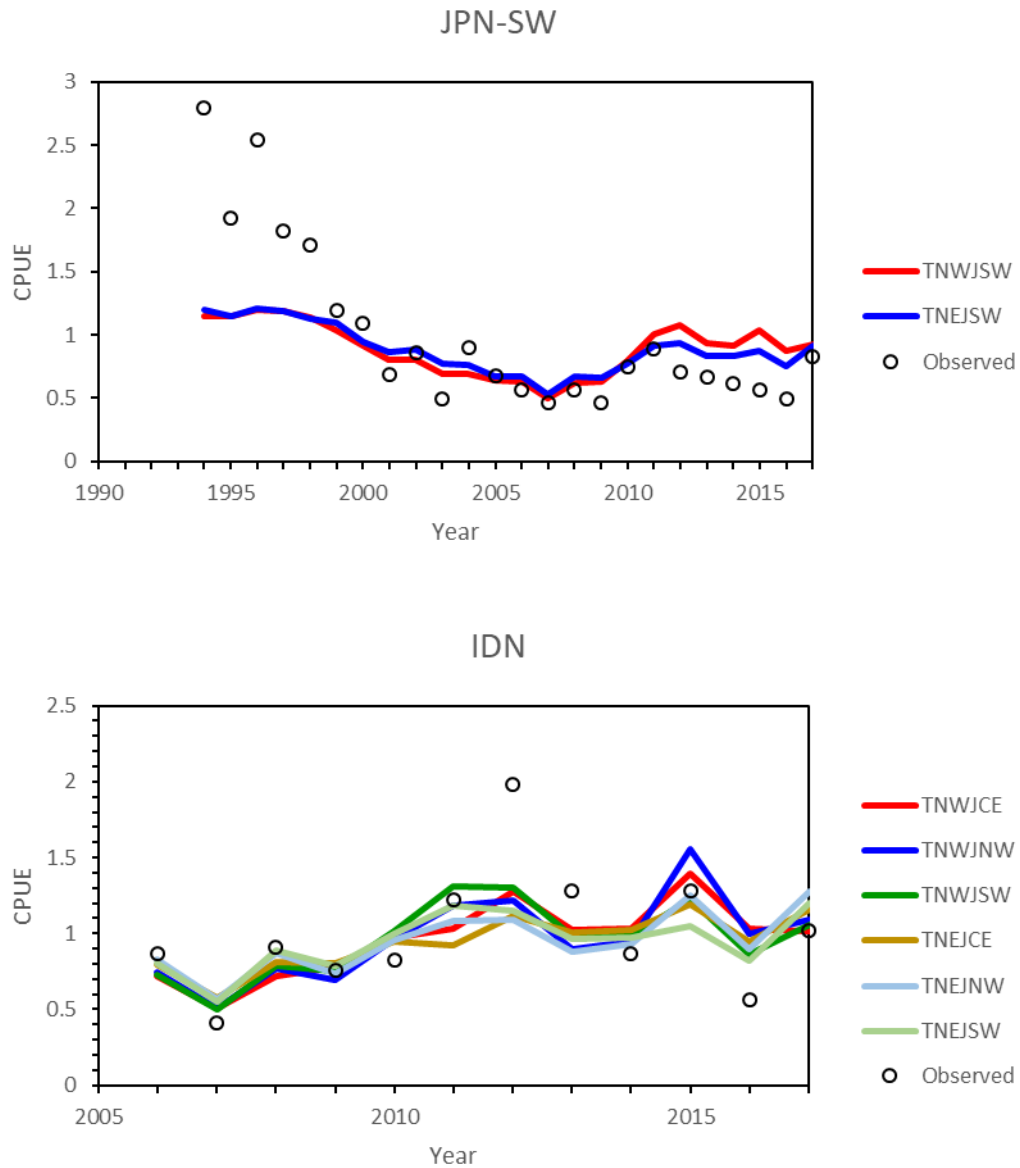 JPN-SW
3
2.5
2
1.5
1
0.5
0
CPUE
1990
1995
2000
2005
2010
2015
Year
TNWJSW
TNEJSW
Observed
IDN
2.5
2
1.5
1
0.5
0
CPUE
2005
2010
2015
Year
TNWJCE
TNWJNW
TNWJSW
TNEJCE
TNEJNW
TNEJSW
Observed